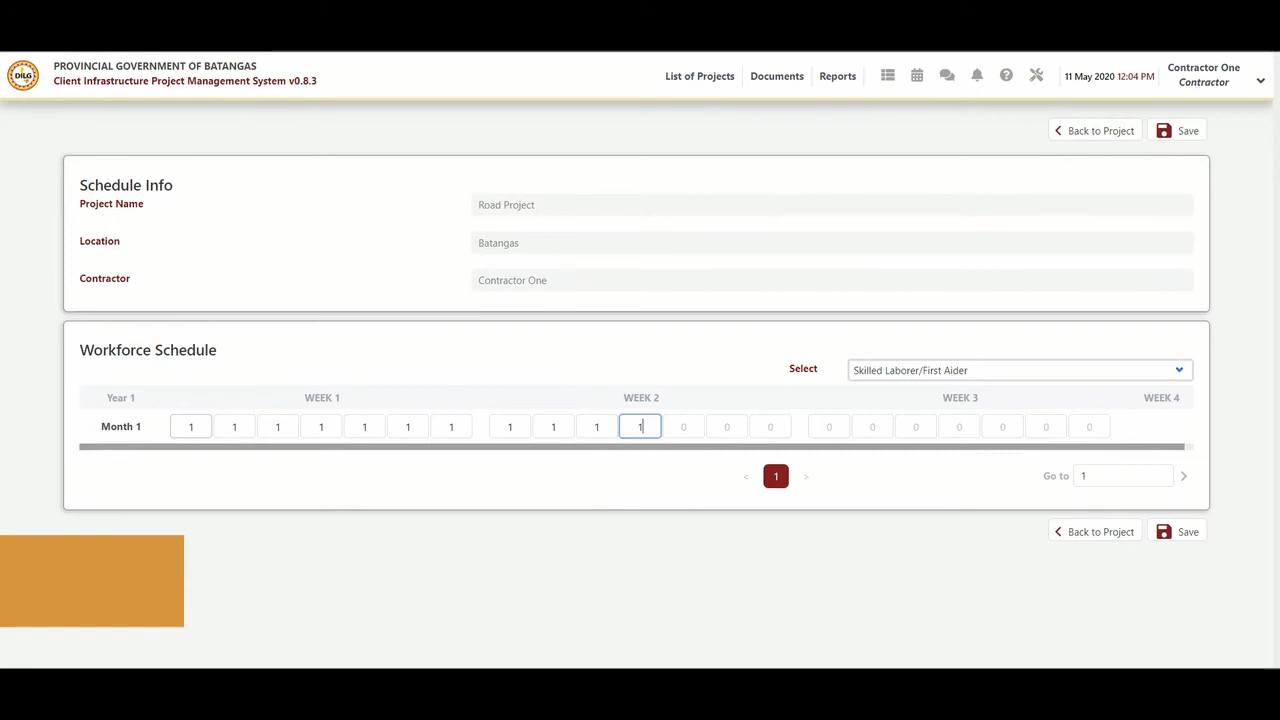 DILG
PROVINCIAL GOVERNMENT OF BATANGAS
Client Infrastructure Project Management System v0.8.3
List of Projects Documents Reports
11 May 2020 12:04 PM
Contractor One
Contractor
Back to Project Save
Schedule Info
Project Name Road Project
Location Batangas
Contractor Contractor One
Workforce Schedule
Select Skilled Laborer/First Aider
Year 1 WEEK 1 WEEK 2 WEEK 3 WEEK 4
Month 1 1 1 1 1 1 1 1 1 1 1 1 0 0 0 0 0 0 0 0 0 0
< 1 > Go to 1
Back to Project Save